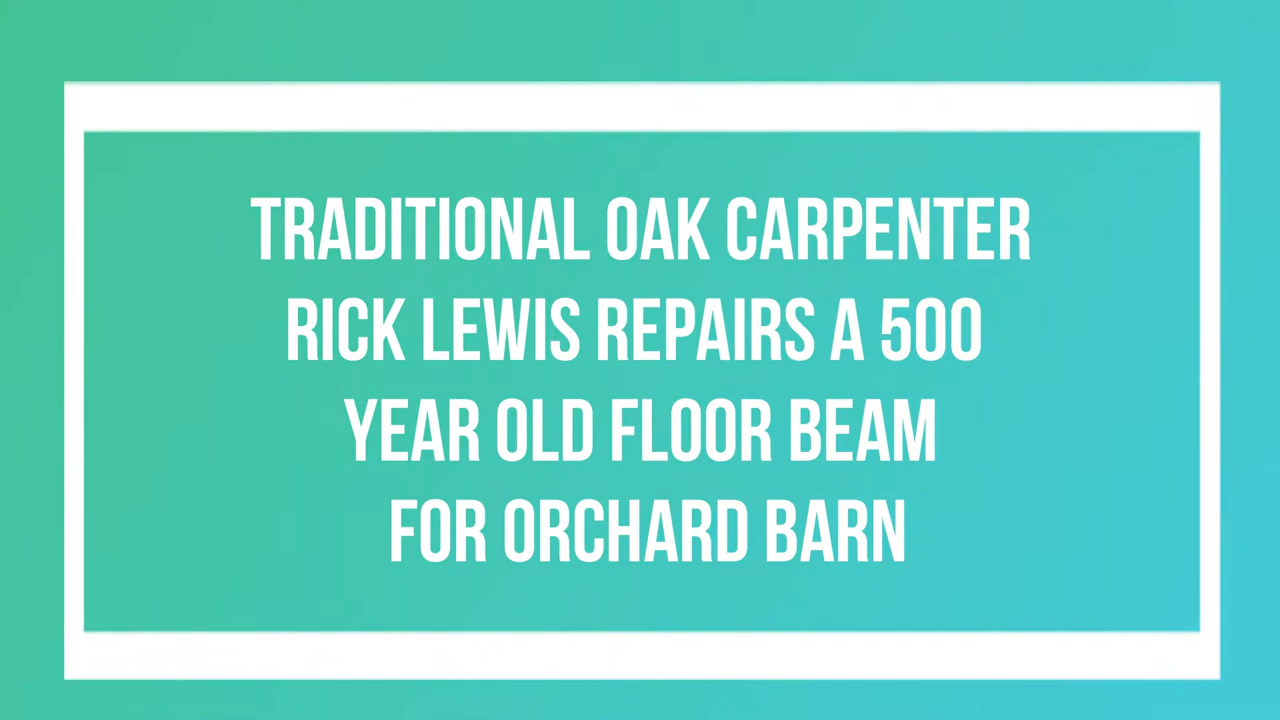 TRADITIONAL OAK CARPENTER
RICK LEWIS REPAIRS A 500
YEAR OLD FLOOR BEAM
FOR ORCHARD BARN